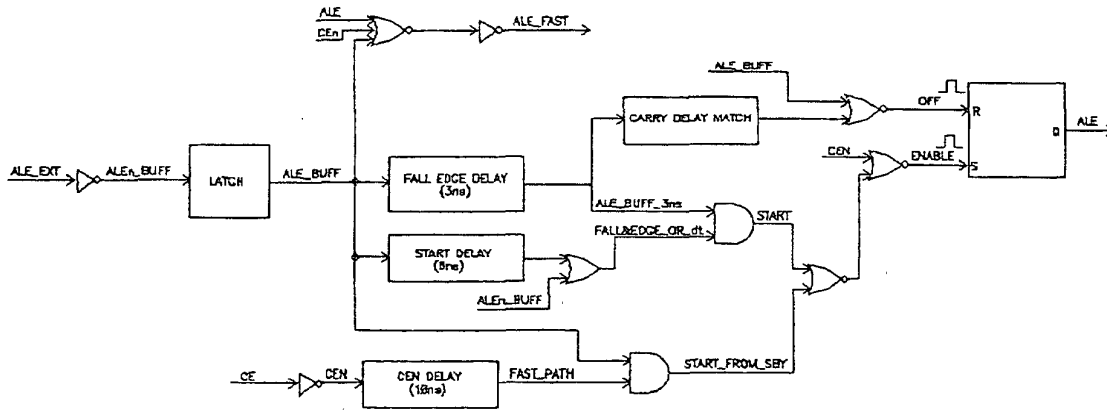 ALE
CEn
ALE_FAST
ALE_BUFF
OFF
R
CARRY DELAY MATCH
Q
ALE
CEN
ENABLE
S
ALE_EXT
ALEn_BUFF
LATCH
ALE_BUFF
FALL EDGE DELAY
(3ns)
ALE_BUFF_3ns
START
FALL&EDGE_OR_dt
START DELAY
ALEn_BUFF
START_FROM_SBY
CE
CEN
CEN DELAY
(10ns)
FAST_PATH